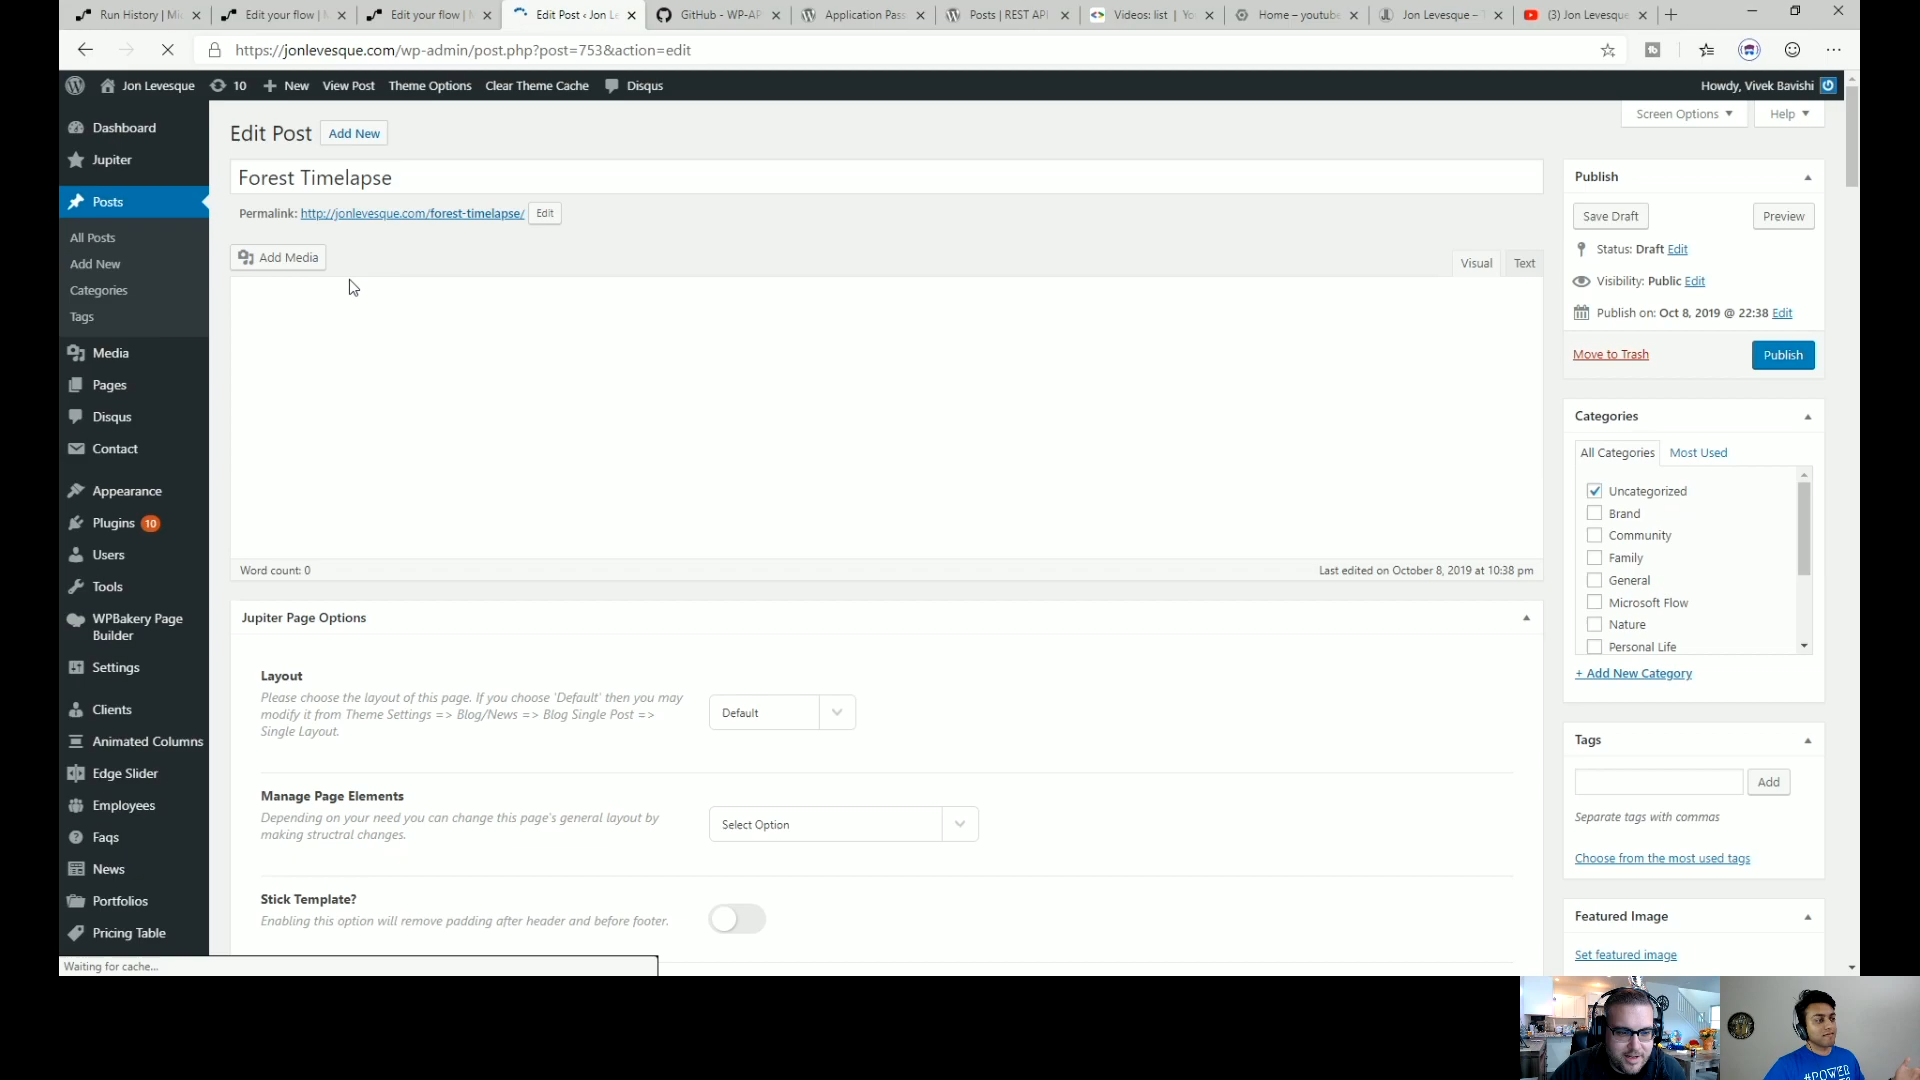 Run History | Mi
Edit your flow | M
Edit your flow | M
Edit Post ‹ Jon Le
GitHub - WP-AP
Application Pass
Posts | REST API
Videos: list | Yo
Home – youtube
Jon Levesque –
(3) Jon Levesque
https://jonlevesque.com/wp-admin/post.php?post=753&action=edit
Jon Levesque
10
New
View Post
Theme Options
Clear Theme Cache
Disqus
Howdy, Vivek Bavishi
Screen Options
Help
Dashboard
Jupiter
Posts
All Posts
Add New
Categories
Tags
Media
Pages
Disqus
Contact
Appearance
Plugins 10
Users
Tools
WPBakery Page
Builder
Settings
Clients
Animated Columns
Edge Slider
Employees
Faqs
News
Portfolios
Pricing Table
Edit Post
Add New
Forest Timelapse
Permalink: http://jonlevesque.com/forest-timelapse/ Edit
Add Media
Visual
Text
Word count: 0
Last edited on October 8, 2019 at 10:38 pm
Jupiter Page Options
Layout
Please choose the layout of this page. If you choose 'Default' then you may
modify it from Theme Settings => Blog/News => Blog Single Post =>
Single Layout.
Default
Manage Page Elements
Depending on your need you can change this page's general layout by
making structral changes.
Select Option
Stick Template?
Enabling this option will remove padding after header and before footer.
Publish
Save Draft
Preview
Status: Draft Edit
Visibility: Public Edit
Publish on: Oct 8, 2019 @ 22:38 Edit
Move to Trash
Publish
Categories
All Categories
Most Used
Uncategorized
Brand
Community
Family
General
Microsoft Flow
Nature
Personal Life
+ Add New Category
Tags
Add
Separate tags with commas
Choose from the most used tags
Featured Image
Set featured image
Waiting for cache...
#POWER